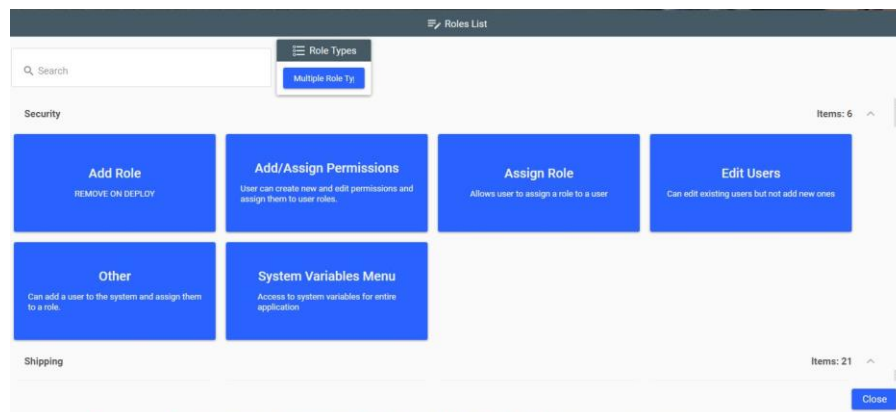 Roles List
Role Types
Search
Multiple Role Ty
Security
Items: 6
Add Role
REMOVE ON DEPLOY
Add/Assign Permissions
User can create new and edit permissions and
assign them to user roles.
Assign Role
Allows user to assign a role to a user
Edit Users
Can edit existing users but not add new ones
Other
Can add a user to the system and assign them
to a role.
System Variables Menu
Access to system variables for entire
application
Shipping
Items: 21
Close